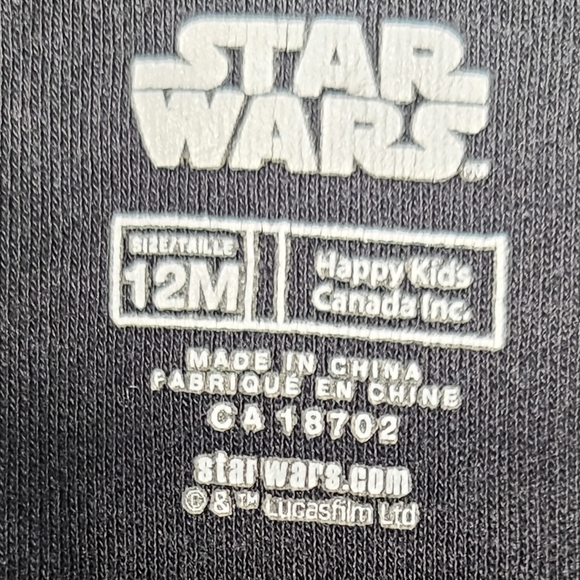 STAR
WARS
SIZE/TAILLE
12M
Happy Kids
Canada Inc.
MADE IN CHINA
FABRIQUÉ EN CHINE
CA 18702
starwars.com
© & ™ Lucasfilm Ltd